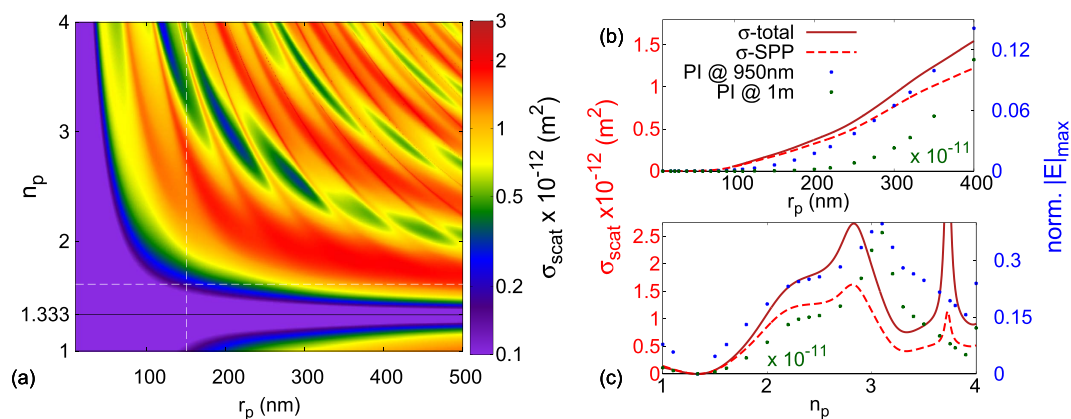 (a)
n_p
4
3
2
1.333
1
100
200
300
400
500
r_p (nm)
3
2
1
0.5
0.2
0.1
σ_scat x 10^-12 (m^2)
(b)
σ-total
σ-SPP
PI @ 950nm
PI @ 1m
x 10^-11
1.5
1
0.5
0
100
200
300
400
r_p (nm)
0.12
0.06
0
σ_scat x10^-12 (m^2)
norm. |E|_max
(c)
x 10^-11
2.5
2
1.5
1
0.5
0
1
2
3
4
n_p
0.3
0.15
0